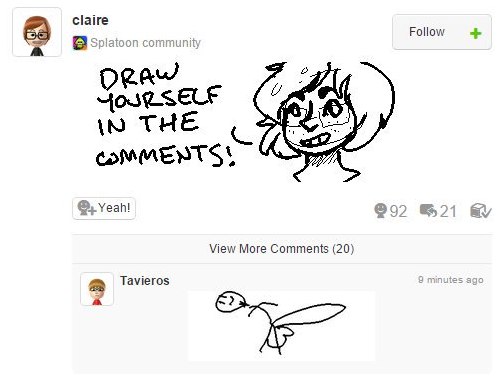 claire
Splatoon community
Follow +
DRAW
YOURSELF
IN THE
COMMENTS!
Yeah!
92 21
View More Comments (20)
Tavieros
9 minutes ago